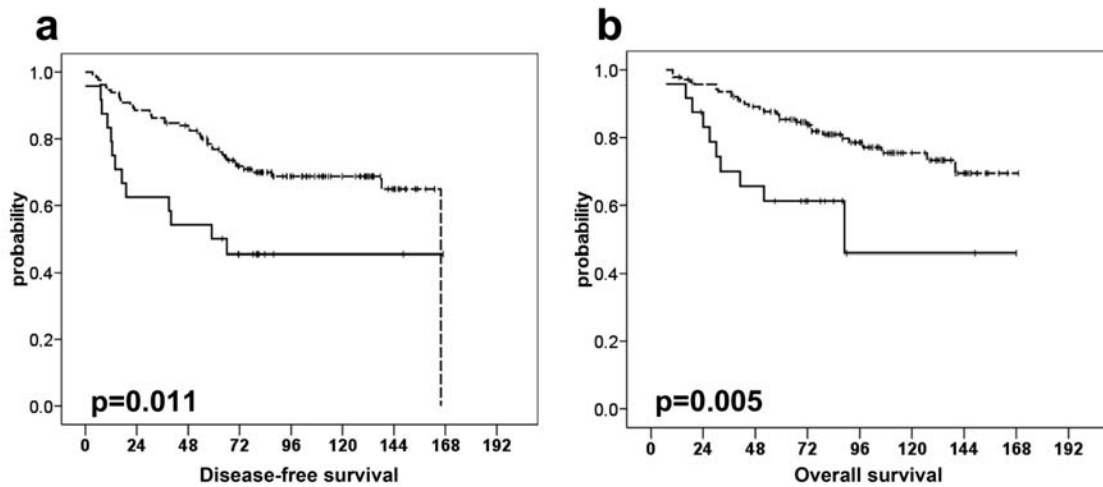 a
probability
1.0
0.8
0.6
0.4
0.2
0.0
p=0.011
0 24 48 72 96 120 144 168 192
Disease-free survival
b
probability
1.0
0.8
0.6
0.4
0.2
0.0
p=0.005
0 24 48 72 96 120 144 168 192
Overall survival